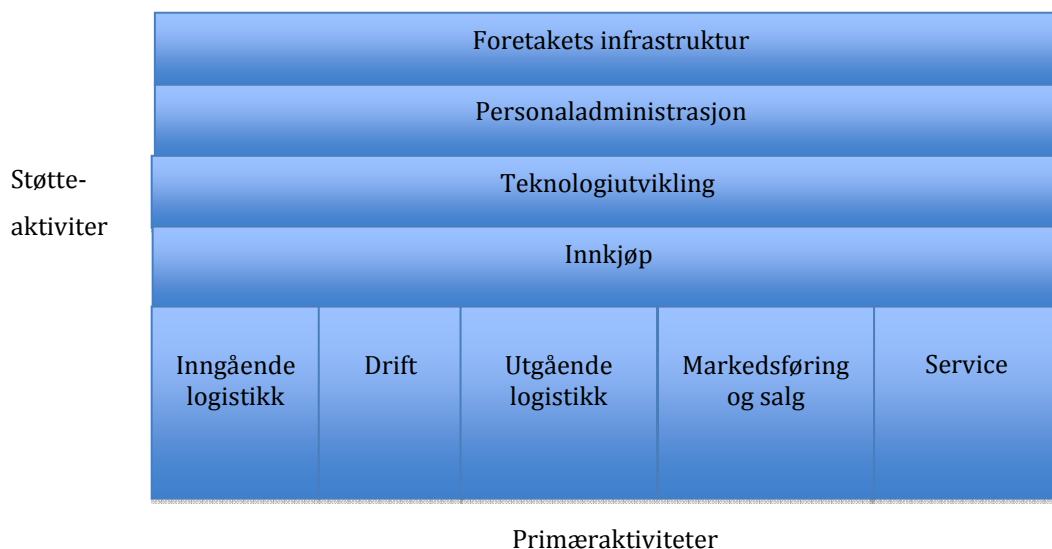 Foretakets infrastruktur
Personaladministrasjon
Støtte-
aktiviter
Teknologiutvikling
Innkjøp
Inngående
logistikk
Drift
Utgående
logistikk
Markedsføring
og salg
Service
Primæraktiviteter